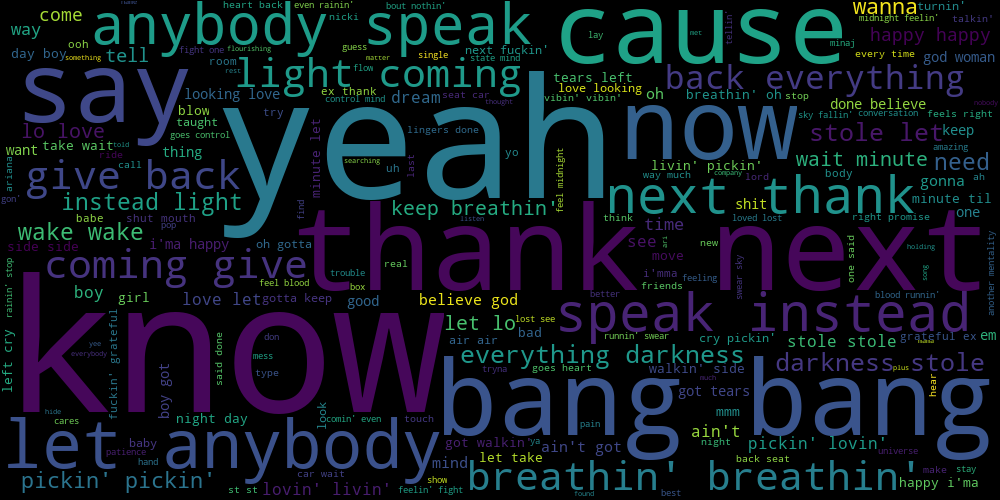 come
way
anybody speak
cause
wanna
turnin'
heart back
even rainin'
bout nothin'
nicki
midnight feelin'
talkin'
happy happy
day boy
ooh
tell
something
fight one
flourishing
room
rest
guess
matter
single
next fuckin'
state mind
lay
met
tellin'
minaj
every time
god woman
say
light coming
flow
yeah
now
back everything
looking love
ex thank
control mind
dream
seat car
thought
tears left
love looking
vibin' vibin'
oh
breathin' oh
stop
done believe
nobody
blow
taught
try
lingers done
sky fallin'
conversation
feels right
lo love
goes control
minute let
yo
stole let
keep
amazing
want
take wait
told
thing
ride
call
searching
uh
last
feel midnight
livin' pickin'
way much
company
lord
wait minute
body
need
ariana
gon'
give back
instead light
next thank
shit
gonna
ah
minute til
babe
shut mouth
pop
find
keep breathin'
listen
think
loved lost
right promise
one
wake wake
side side
i'ma happy
oh gotta
thank next
time
see
ari
new
move
one said
holding
song
another mentality
coming give
feel blood
trouble
box
real
i'mma
friends
feeling
swear sky
rainin' stop
boy
girl
love let
gotta keep
good
believe god
better
speak instead
blood runnin'
know
left cry
yee
everybody
fuckin' grateful
said done
don
mess
type
let lo
lost see
bad
air air
runnin' swear
cry pickin'
stole stole
grateful ex
em
mama
everything darkness
tryna
goes heart
walkin' side
darkness stole
plus
boy got
bang bang
got tears
much
hear
hide
cares
night day
look
comin' even
touch
mmm
ain't
let anybody
baby
patience
hand
got walkin'
ya
ain't got
pain
night
pickin' lovin'
universe
mind
let take
back seat
make
stay
pickin' pickin'
car wait
show
st st
lovin' livin'
feelin' fight
breathin' breathin'
found
best
happy i'ma